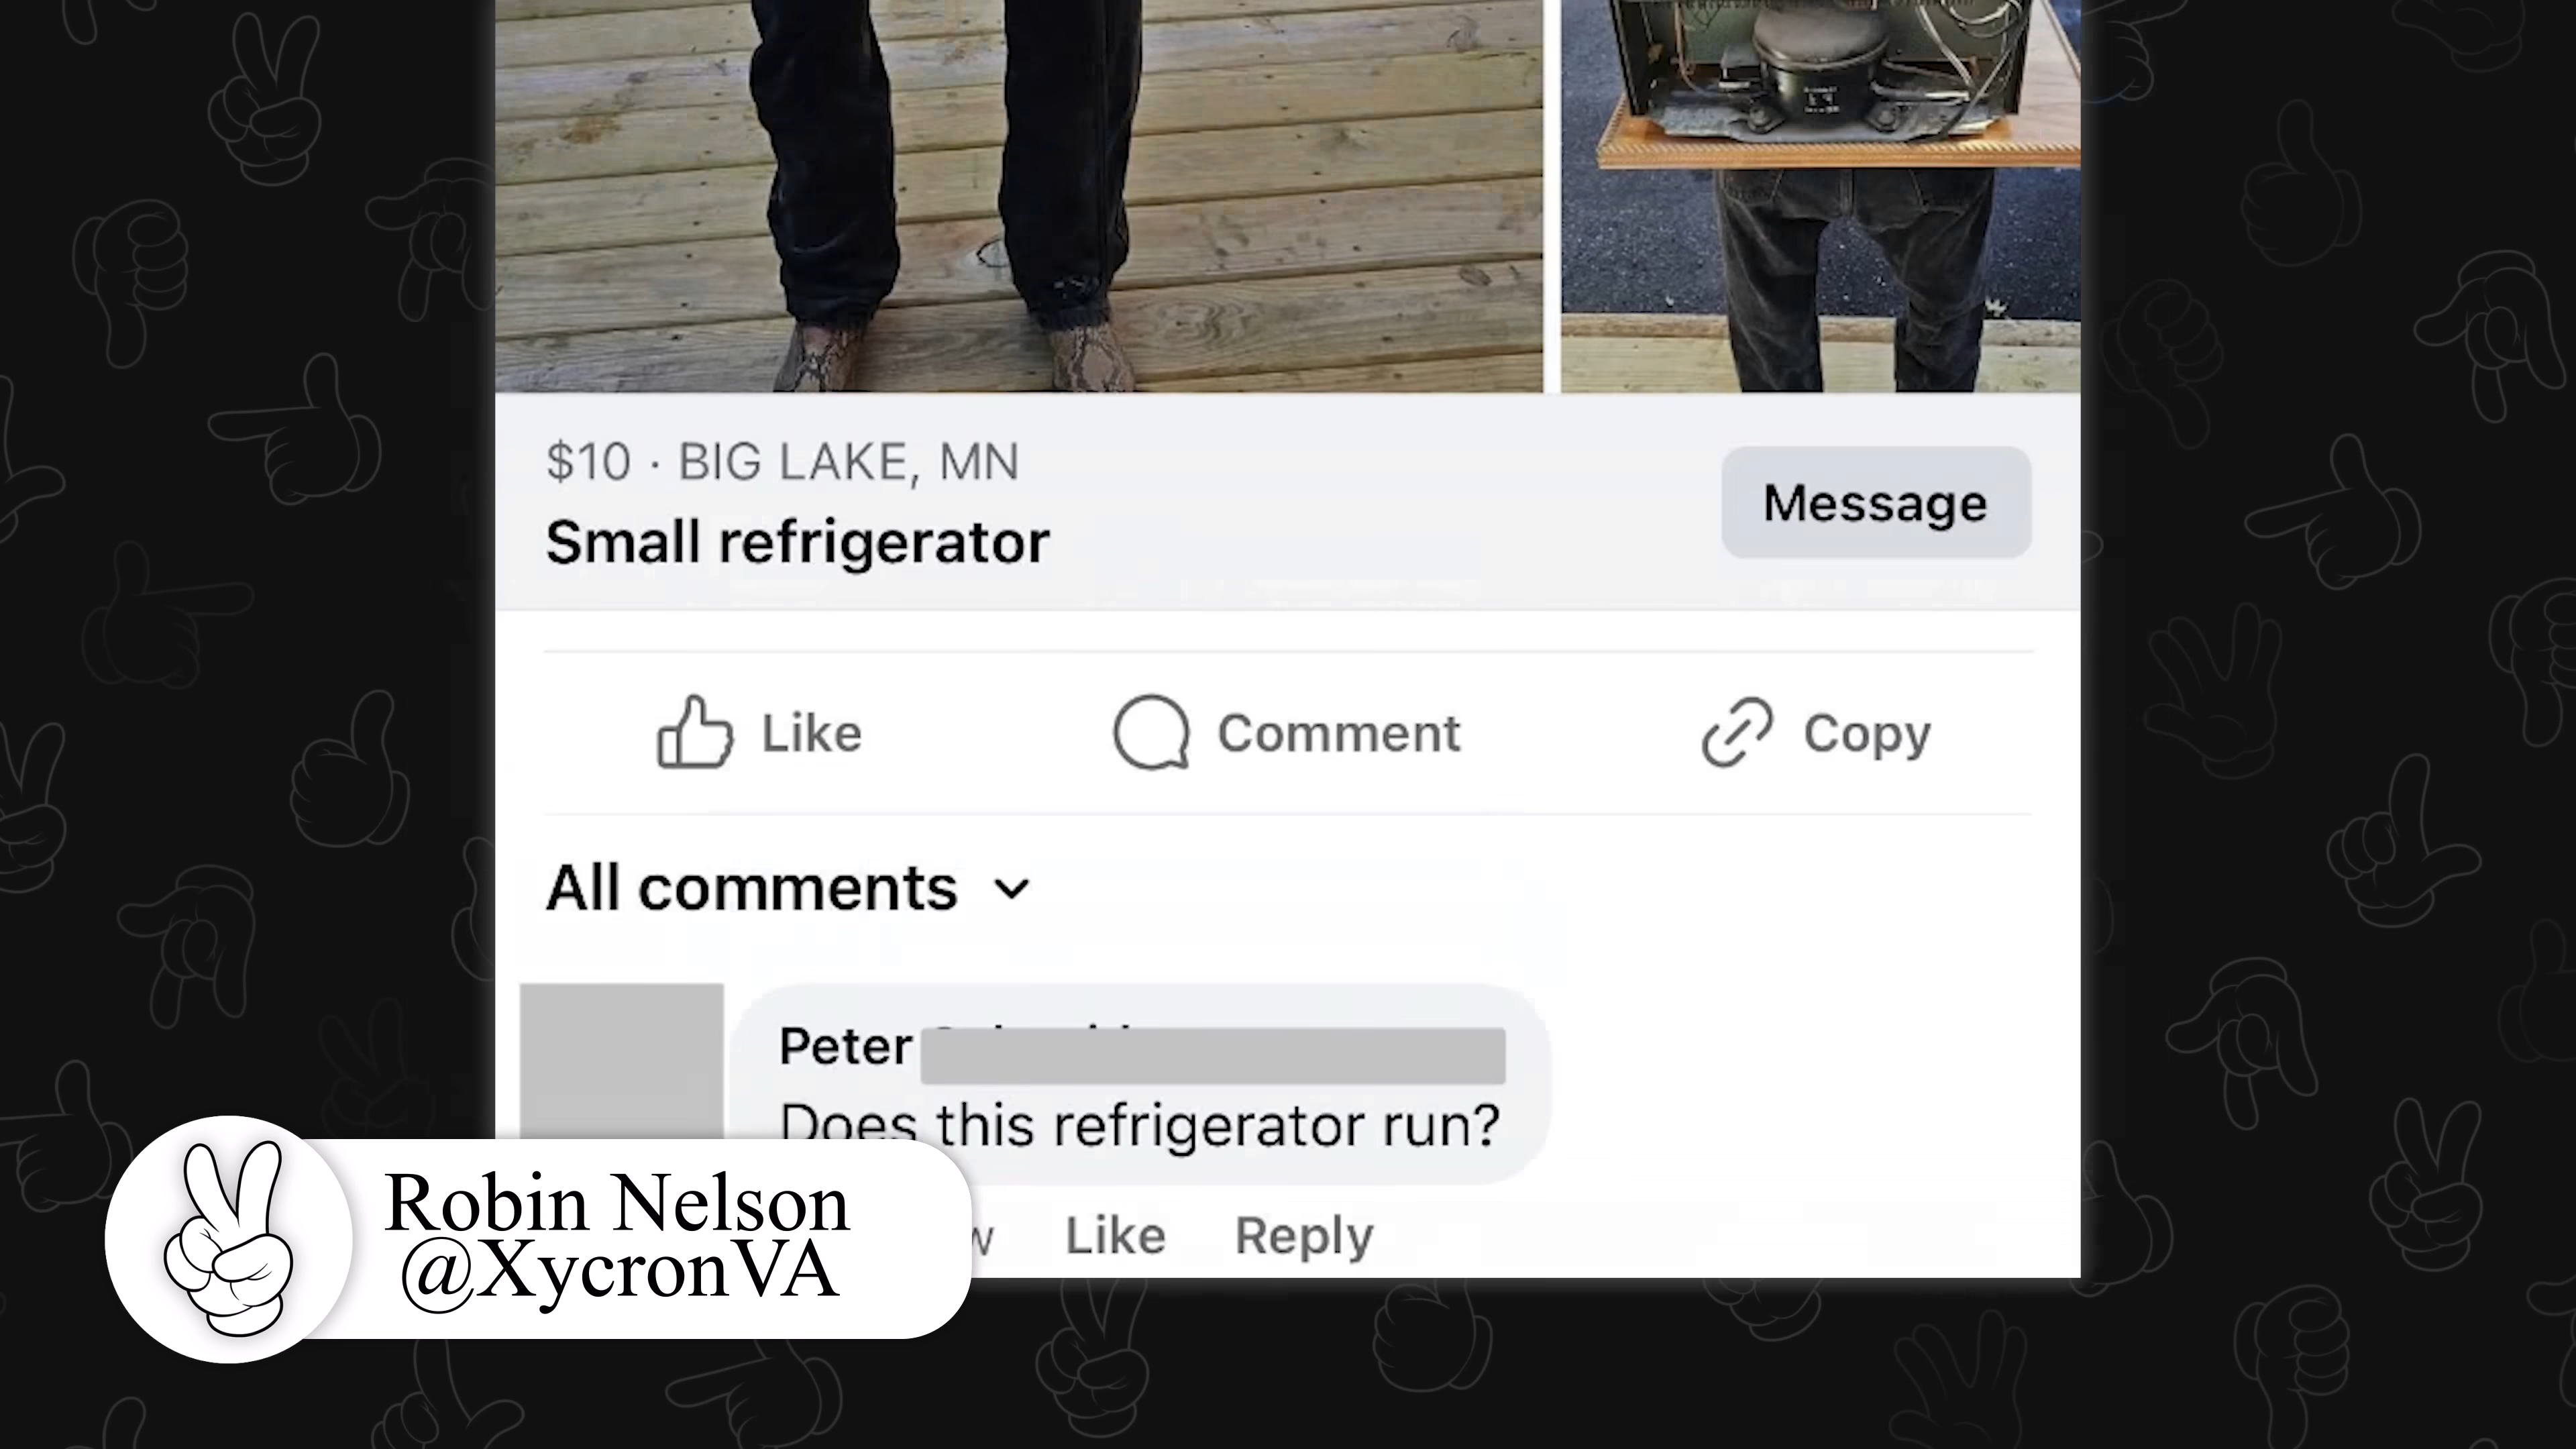 $10 · BIG LAKE, MN
Small refrigerator
Message
Like
Comment
Copy
All comments
Peter
Does this refrigerator run?
Like
Reply
Robin Nelson
@XycronVA